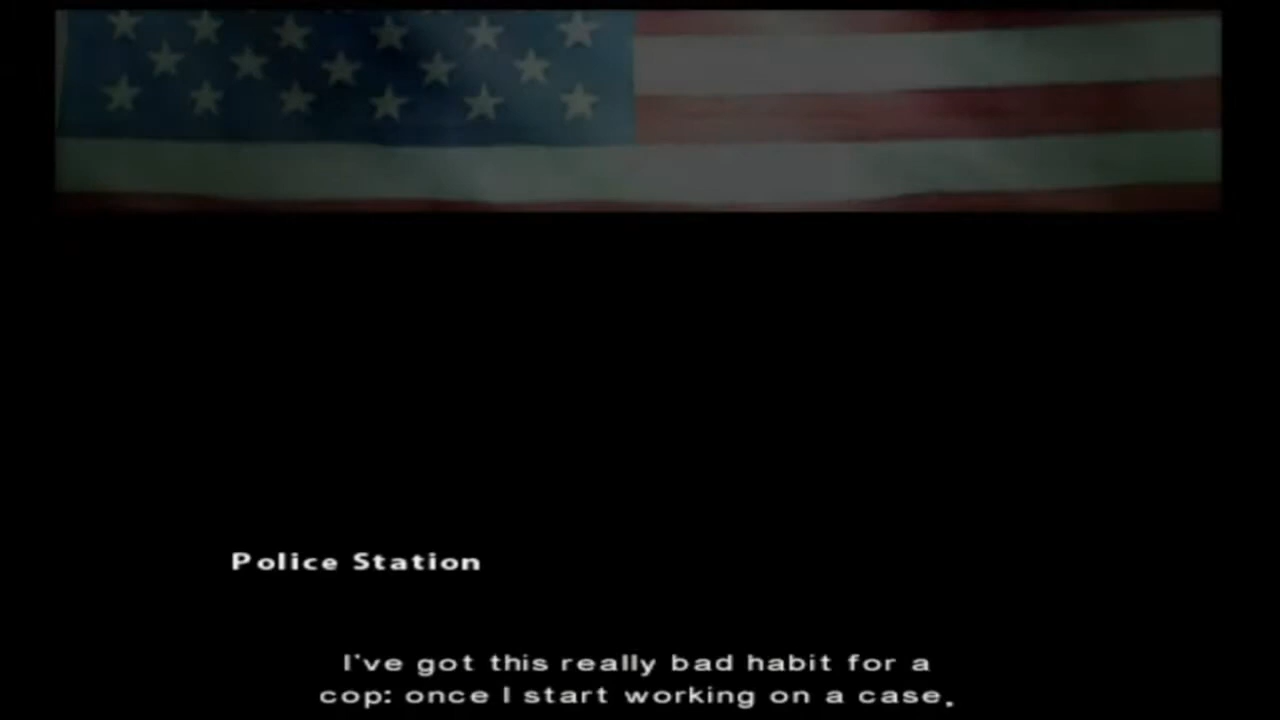 Police Station
I've got this really bad habit for a
cop: once I start working on a case,